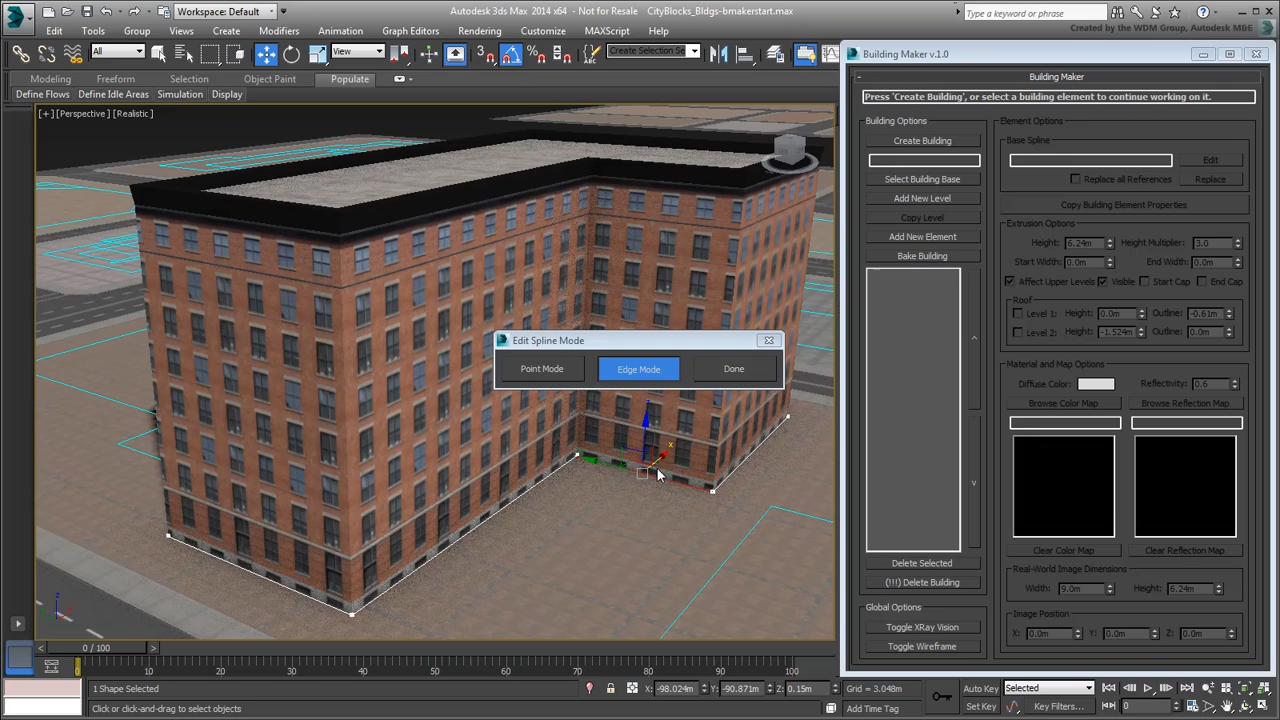 Autodesk 3ds Max 2014 x64 - Not for Resale CityBlocks_Bldgs-bmakerstart.max
Workspace: Default
Type a keyword or phrase
Created by the WDM Group, Autodesk M&E
Edit Tools Group Views Create Modifiers Animation Graph Editors Rendering Customize MAXScript Help
All View 3 Create Selection Se
Modeling Freeform Selection Object Paint Populate
Define Flows Define Idle Areas Simulation Display
[+] [Perspective] [Realistic]
Edit Spline Mode
Point Mode Edge Mode Done
z
x
Building Maker v.1.0
Building Maker
Press 'Create Building', or select a building element to continue working on it.
Building Options
Create Building
Select Building Base
Add New Level
Copy Level
Add New Element
Bake Building
^
v
Delete Selected
(!!!) Delete Building
Global Options
Toggle XRay Vision
Toggle Wireframe
Element Options
Base Spline
Edit
Replace all References Replace
Copy Building Element Properties
Extrusion Options
Height: 6.24m Height Multiplier: 3.0
Start Width: 0.0m End Width: 0.0m
Affect Upper Levels Visible Start Cap End Cap
Roof
Level 1: Height: 0.0m Outline: -0.61m
Level 2: Height: -1.524m Outline: 0.0m
Material and Map Options
Diffuse Color: Reflectivity: 0.6
Browse Color Map Browse Reflection Map
Clear Color Map Clear Reflection Map
Real-World Image Dimensions
Width: 9.0m Height: 6.24m
Image Position
X: 0.0m Y: 0.0m Z: 0.0m
0 / 100
0 10 20 30 40 50 60 70 80 90 100
1 Shape Selected
X: -98.024m Y: -90.871m Z: 0.15m Grid = 3.048m
Auto Key Selected
Click or click-and-drag to select objects
Add Time Tag
Set Key Key Filters... 0